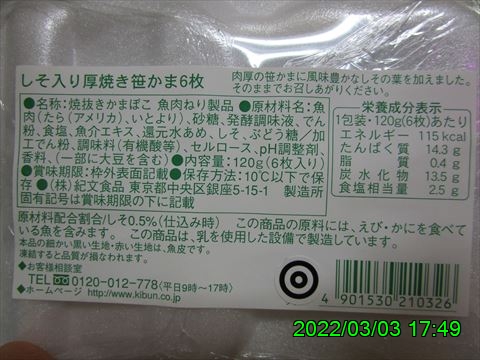 しそ入り厚焼き笹かま6枚
肉厚の笹かまに風味豊かなしその葉を加えました。
そのままでお召しあがりください。
●名称:焼抜きかまぼこ 魚肉ねり製品●原材料名:魚
肉(たら(アメリカ)、いとより)、砂糖、発酵調味液、でん
粉、食塩、魚介エキス、還元水あめ、しそ、ぶどう糖/加
工でん粉、調味料(有機酸等)、セルロース、pH調整剤、
香料、(一部に大豆を含む)●内容量:120g(6枚入り)
●賞味期限:枠外表面記載●保存方法:10℃以下で保存
●(株)紀文食品 東京都中央区銀座5-15-1 製造所
固有記号は賞味期限の下に記載
栄養成分表示
1包装・120g(6枚)あたり
エネルギー 115kcal
たんぱく質 14.3 g
脂質 0.4 g
炭水化物 13.5 g
食塩相当量 2.5 g
原材料配合割合/しそ0.5%(仕込み時) この商品の原料には、えび・かにを食べて
いる魚を含みます。 この商品は、乳を使用した設備で製造しています。
本品の細かい黒い生地・赤い生地は、魚皮です。
凍結すると品質が損なわれます。
◆お客様相談室
TEL 0120-012-778(平日9時~17時)
◆ホームページ http://www.kibun.co.jp
4 901530 210326
2022/03/03 17:49